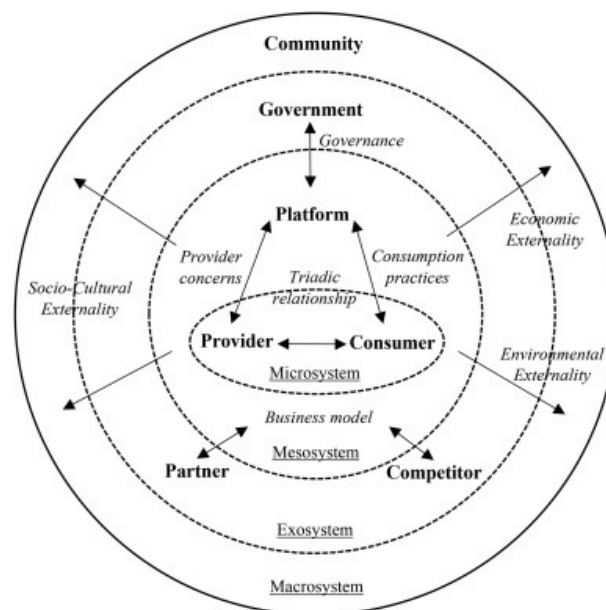 Community
Government
Governance
Platform
Economic
Externality
Provider
concerns
Consumption
practices
Triadic
relationship
Socio-Cultural
Externality
Provider
Consumer
Environmental
Externality
Microsystem
Business model
Mesosystem
Partner
Competitor
Exosystem
Macrosystem